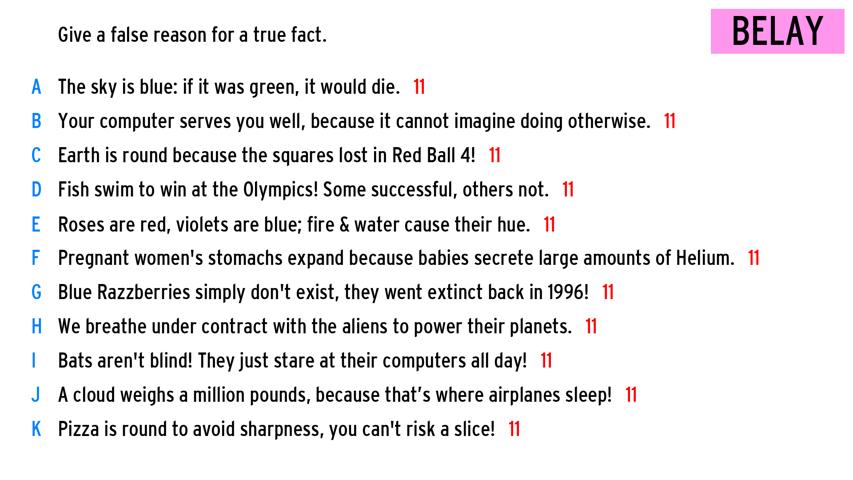 Give a false reason for a true fact.
BELAY
A The sky is blue: if it was green, it would die. 11
B Your computer serves you well, because it cannot imagine doing otherwise. 11
C Earth is round because the squares lost in Red Ball 4! 11
D Fish swim to win at the Olympics! Some successful, others not. 11
E Roses are red, violets are blue; fire & water cause their hue. 11
F Pregnant women's stomachs expand because babies secrete large amounts of Helium. 11
G Blue Razzberries simply don't exist, they went extinct back in 1996! 11
H We breathe under contract with the aliens to power their planets. 11
I Bats aren't blind! They just stare at their computers all day! 11
J A cloud weighs a million pounds, because that’s where airplanes sleep! 11
K Pizza is round to avoid sharpness, you can't risk a slice! 11